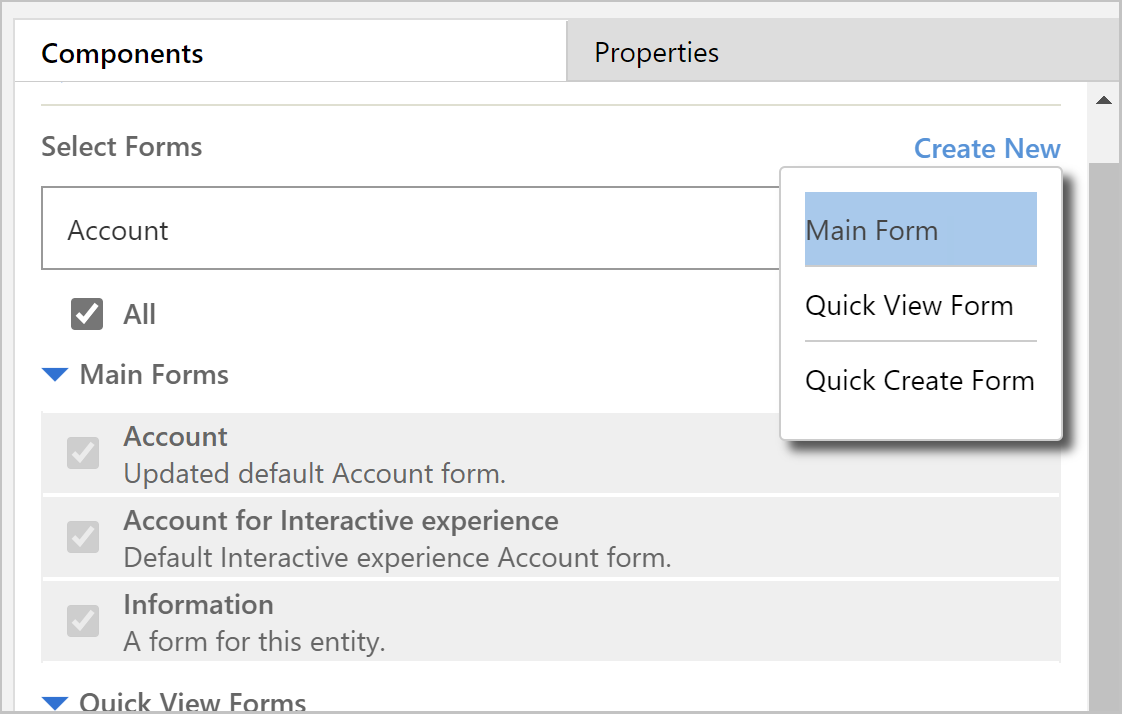 Components
Properties
Select Forms
Create New
Account
Main Form
Quick View Form
Quick Create Form
All
Main Forms
Account
Updated default Account form.
Account for Interactive experience
Default Interactive experience Account form.
Information
A form for this entity.
Quick View Forms